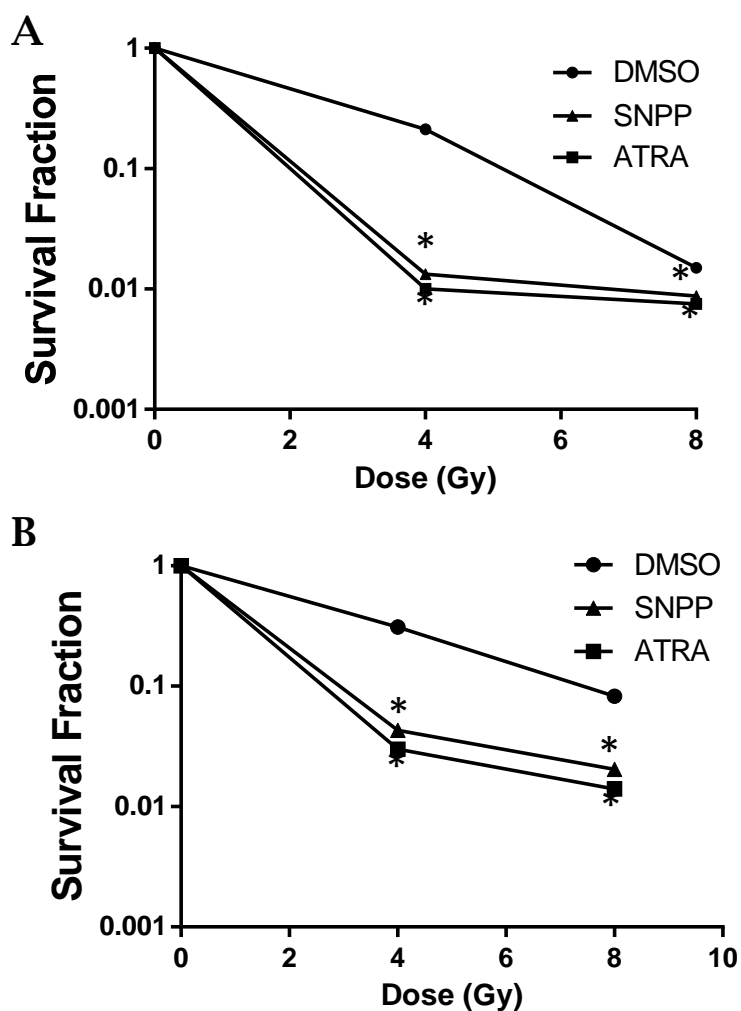 A
Survival Fraction
1
0.1
0.01
0.001
DMSO
SNPP
ATRA
*
*
*
*
0 2 4 6 8
Dose (Gy)
B
Survival Fraction
1
0.1
0.01
0.001
DMSO
SNPP
ATRA
*
*
*
*
0 2 4 6 8 10
Dose (Gy)